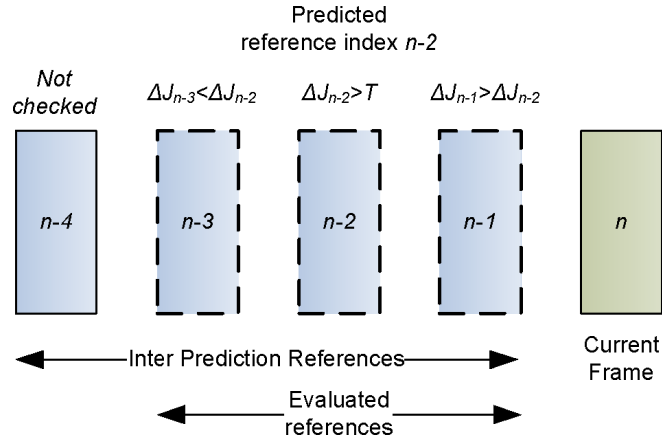 Predicted
reference index n-2
Not
checked
ΔJn-3<ΔJn-2
ΔJn-2>T
ΔJn-1>ΔJn-2
n-4
n-3
n-2
n-1
n
Inter Prediction References
Current
Frame
Evaluated
references